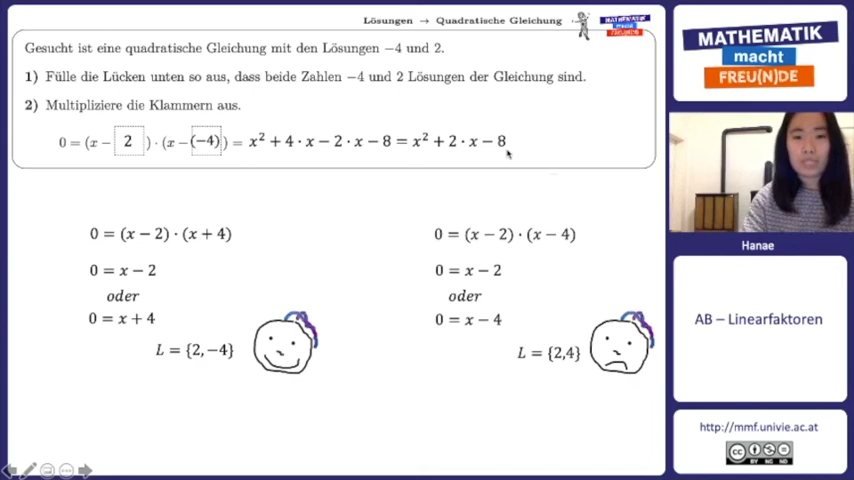 Lösungen → Quadratische Gleichung
MATHEMATIK
macht
FREU(N)DE
Gesucht ist eine quadratische Gleichung mit den Lösungen −4 und 2.
1) Fülle die Lücken unten so aus, dass beide Zahlen −4 und 2 Lösungen der Gleichung sind.
2) Multipliziere die Klammern aus.
0 = (x − 2 ) · (x − (−4) ) = x² + 4 · x − 2 · x − 8 = x² + 2 · x − 8
0 = (x − 2) · (x + 4)
0 = x − 2
oder
0 = x + 4
L = {2, −4}
0 = (x − 2) · (x − 4)
0 = x − 2
oder
0 = x − 4
L = {2,4}
MATHEMATIK
macht
FREU(N)DE
Hanae
AB – Linearfaktoren
http://mmf.univie.ac.at
cc
BY NC ND